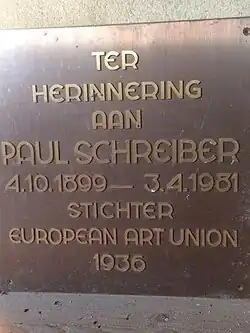 TER
HERINNERING
AAN
PAUL SCHREIBER
4.10.1899 — 3.4.1981
STICHTER
EUROPEAN ART UNION
1936